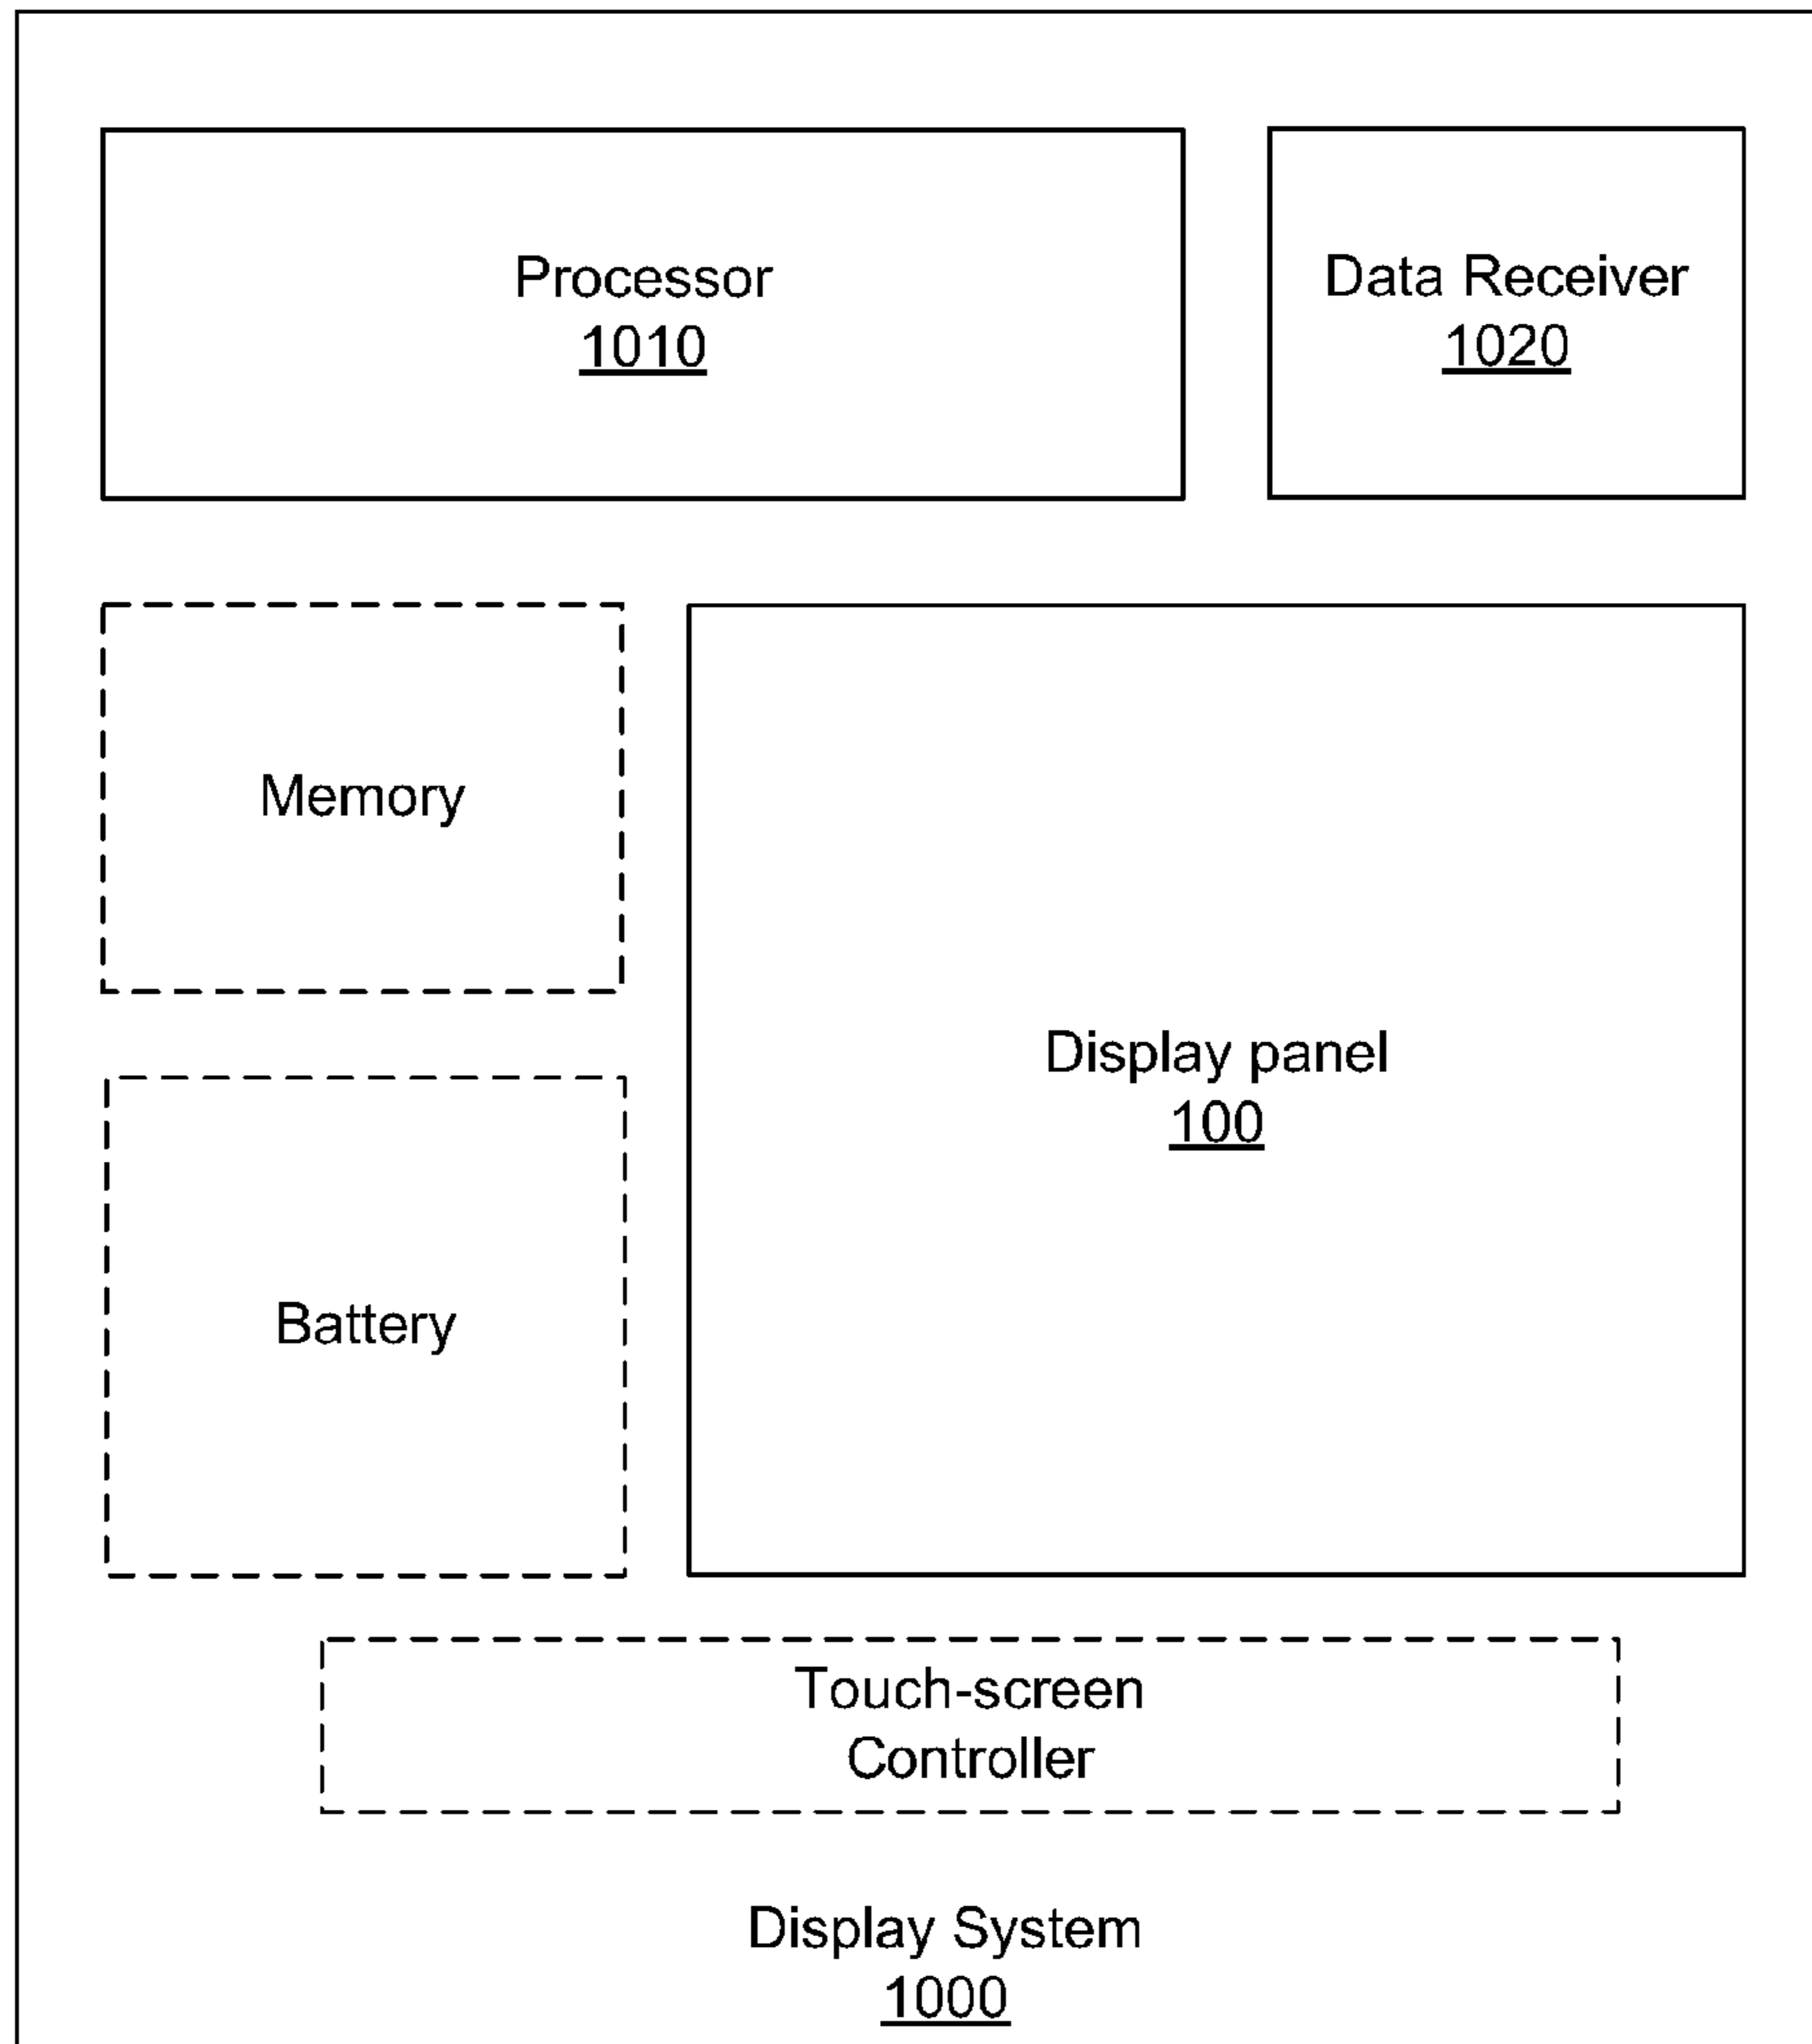 Processor
1010
Data Receiver
1020
Memory
Display panel
100
Battery
Touch-screen
Controller
Display System
1000